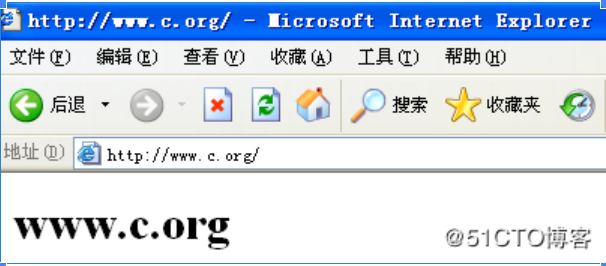 http://www.c.org/ - Microsoft Internet Explorer
文件(F) 编辑(E) 查看(V) 收藏(A) 工具(T) 帮助(H)
后退 搜索 收藏夹
地址(D) http://www.c.org/
www.c.org
@51CTO博客